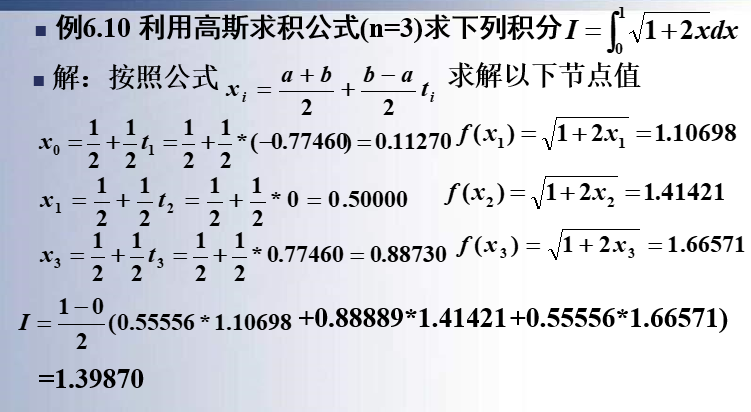 例6.10 利用高斯求积公式(n=3)求下列积分 I = ∫₀¹ √(1+2x)dx
解：按照公式 xᵢ = (a+b)/2 + (b−a)/2 tᵢ 求解以下节点值
x₀ = 1/2 + 1/2 t₁ = 1/2 + 1/2 *(−0.77460) = 0.11270 f(x₁) = √(1+2x₁) = 1.10698
x₁ = 1/2 + 1/2 t₂ = 1/2 + 1/2 * 0 = 0.50000 f(x₂) = √(1+2x₂) = 1.41421
x₃ = 1/2 + 1/2 t₃ = 1/2 + 1/2 * 0.77460 = 0.88730 f(x₃) = √(1+2x₃) = 1.66571
I = (1−0)/2 (0.55556 * 1.10698 +0.88889*1.41421+0.55556*1.66571)
=1.39870